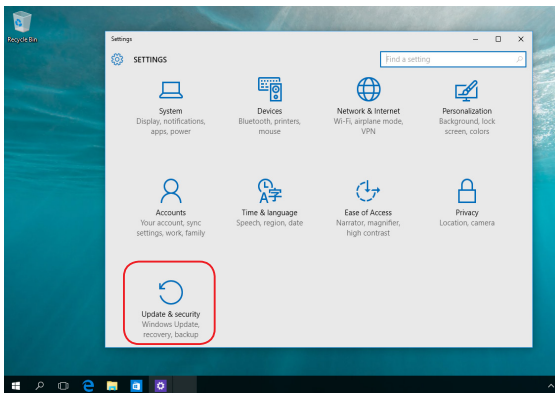 Recycle Bin
Settings
SETTINGS
Find a setting
System
Display, notifications,
apps, power
Devices
Bluetooth, printers,
mouse
Network & Internet
Wi-Fi, airplane mode,
VPN
Personalization
Background, lock
screen, colors
Accounts
Your account, sync
settings, work, family
Time & language
Speech, region, date
Ease of Access
Narrator, magnifier,
high contrast
Privacy
Location, camera
Update & security
Windows Update,
recovery, backup